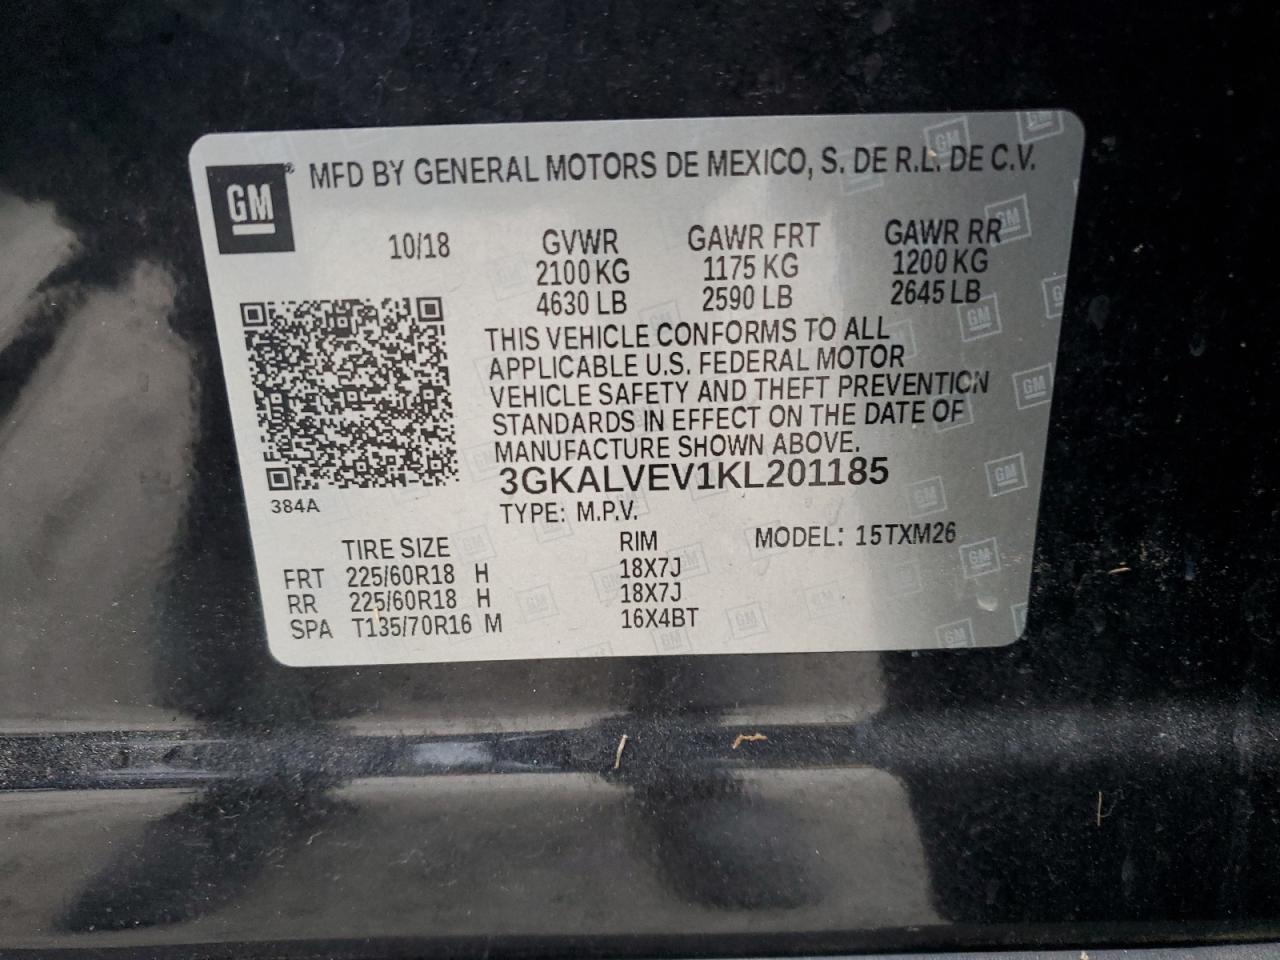 GM ® MFD BY GENERAL MOTORS DE MEXICO, S. DE R.L. DE C.V.
10/18 GVWR GAWR FRT GAWR RR
2100 KG 1175 KG 1200 KG
4630 LB 2590 LB 2645 LB
THIS VEHICLE CONFORMS TO ALL
APPLICABLE U.S. FEDERAL MOTOR
VEHICLE SAFETY AND THEFT PREVENTION
STANDARDS IN EFFECT ON THE DATE OF
MANUFACTURE SHOWN ABOVE.
3GKALVEV1KL201185
384A
TYPE: M.P.V.
TIRE SIZE RIM MODEL: 15TXM26
FRT 225/60R18 H 18X7J
RR 225/60R18 H 18X7J
SPA T135/70R16 M 16X4BT